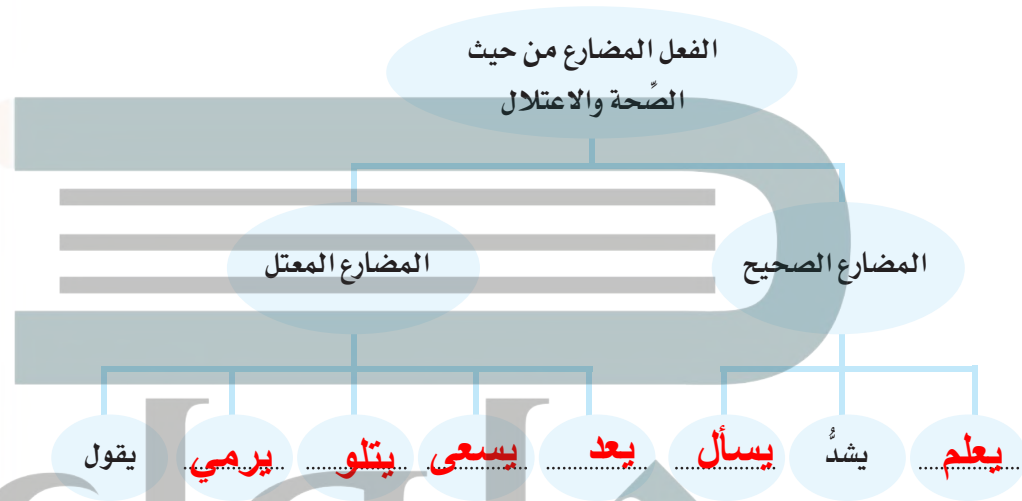 الفعل المضارع من حيث
الصِّحة والاعتلال
المضارع الصحيح
المضارع المعتل
يعلم
يشدُّ
يسأل
يعد
يسعى
يتلو
يرمي
يقول